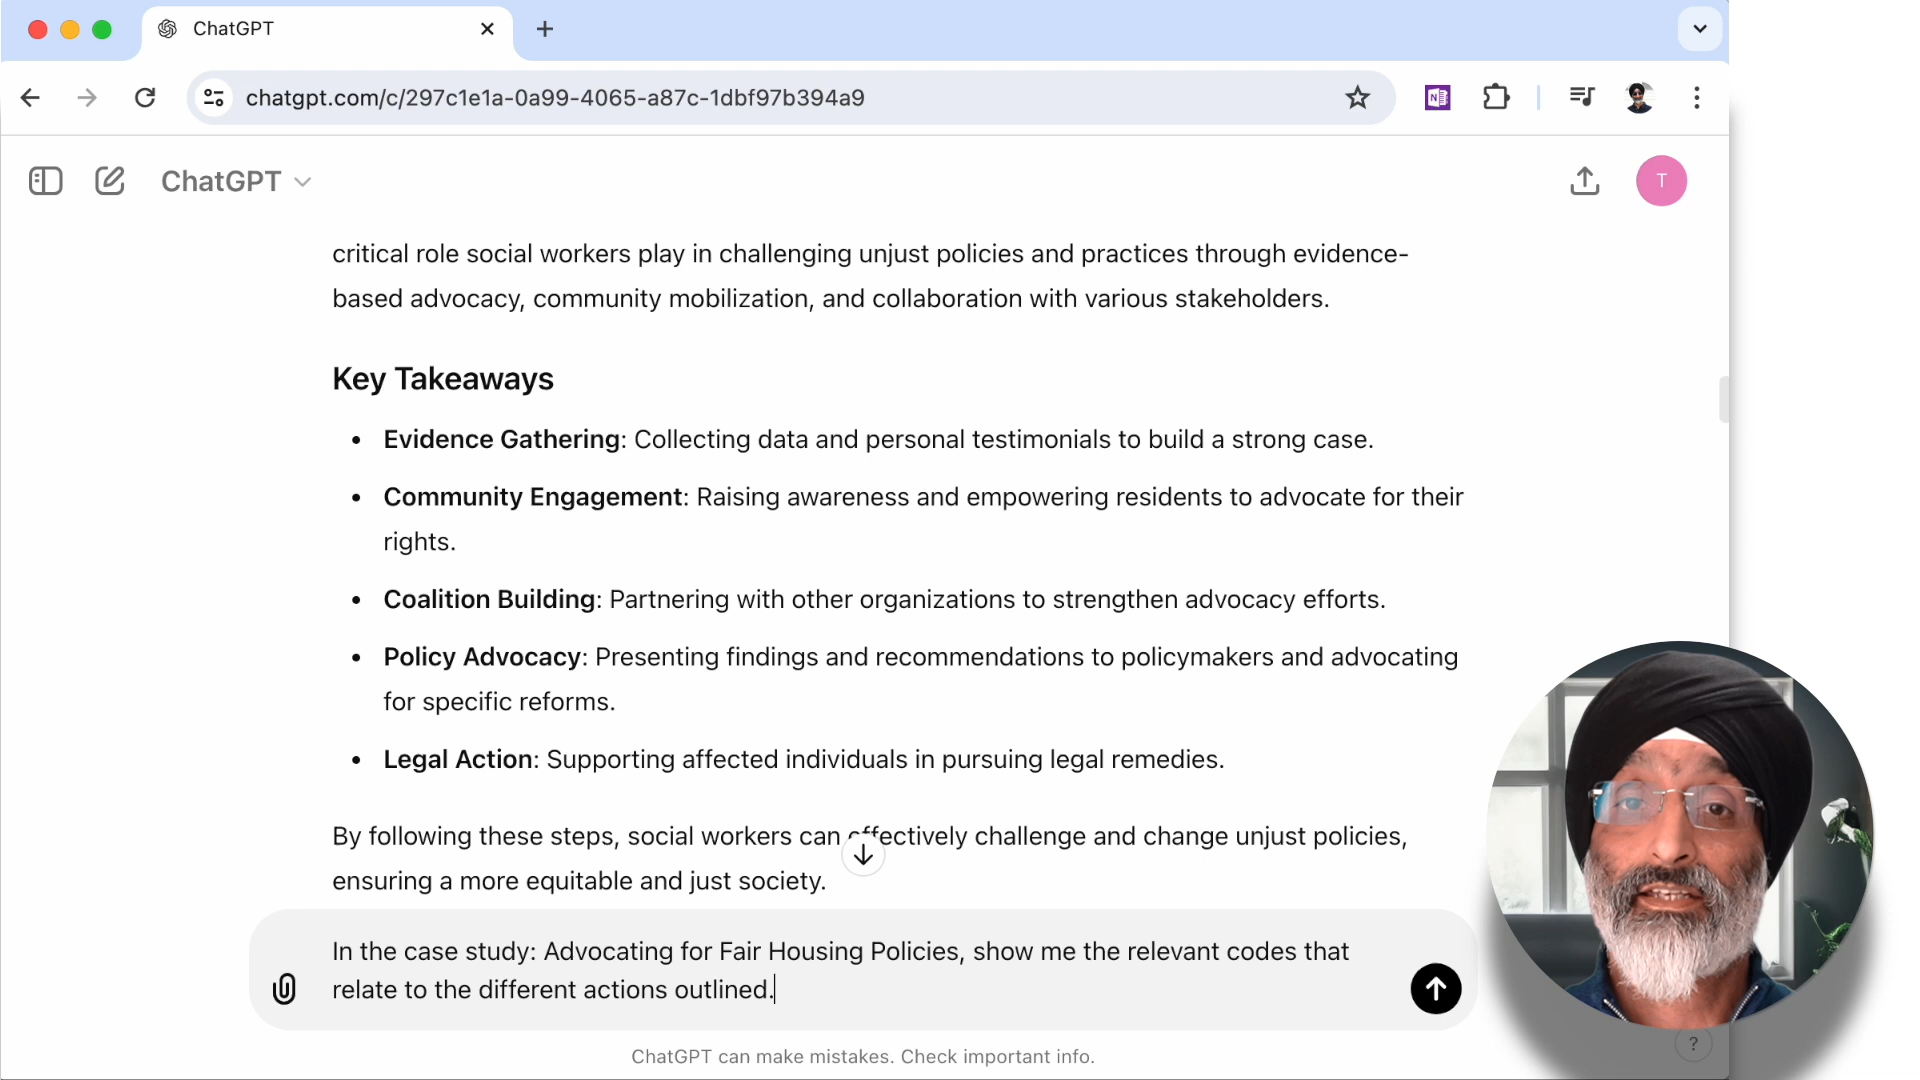 ChatGPT
chatgpt.com/c/297c1e1a-0a99-4065-a87c-1dbf97b394a9
N
ChatGPT
T
critical role social workers play in challenging unjust policies and practices through evidence-
based advocacy, community mobilization, and collaboration with various stakeholders.
Key Takeaways
• Evidence Gathering: Collecting data and personal testimonials to build a strong case.
• Community Engagement: Raising awareness and empowering residents to advocate for their
rights.
• Coalition Building: Partnering with other organizations to strengthen advocacy efforts.
• Policy Advocacy: Presenting findings and recommendations to policymakers and advocating
for specific reforms.
• Legal Action: Supporting affected individuals in pursuing legal remedies.
By following these steps, social workers can effectively challenge and change unjust policies,
ensuring a more equitable and just society.
In the case study: Advocating for Fair Housing Policies, show me the relevant codes that
relate to the different actions outlined.
ChatGPT can make mistakes. Check important info.
?